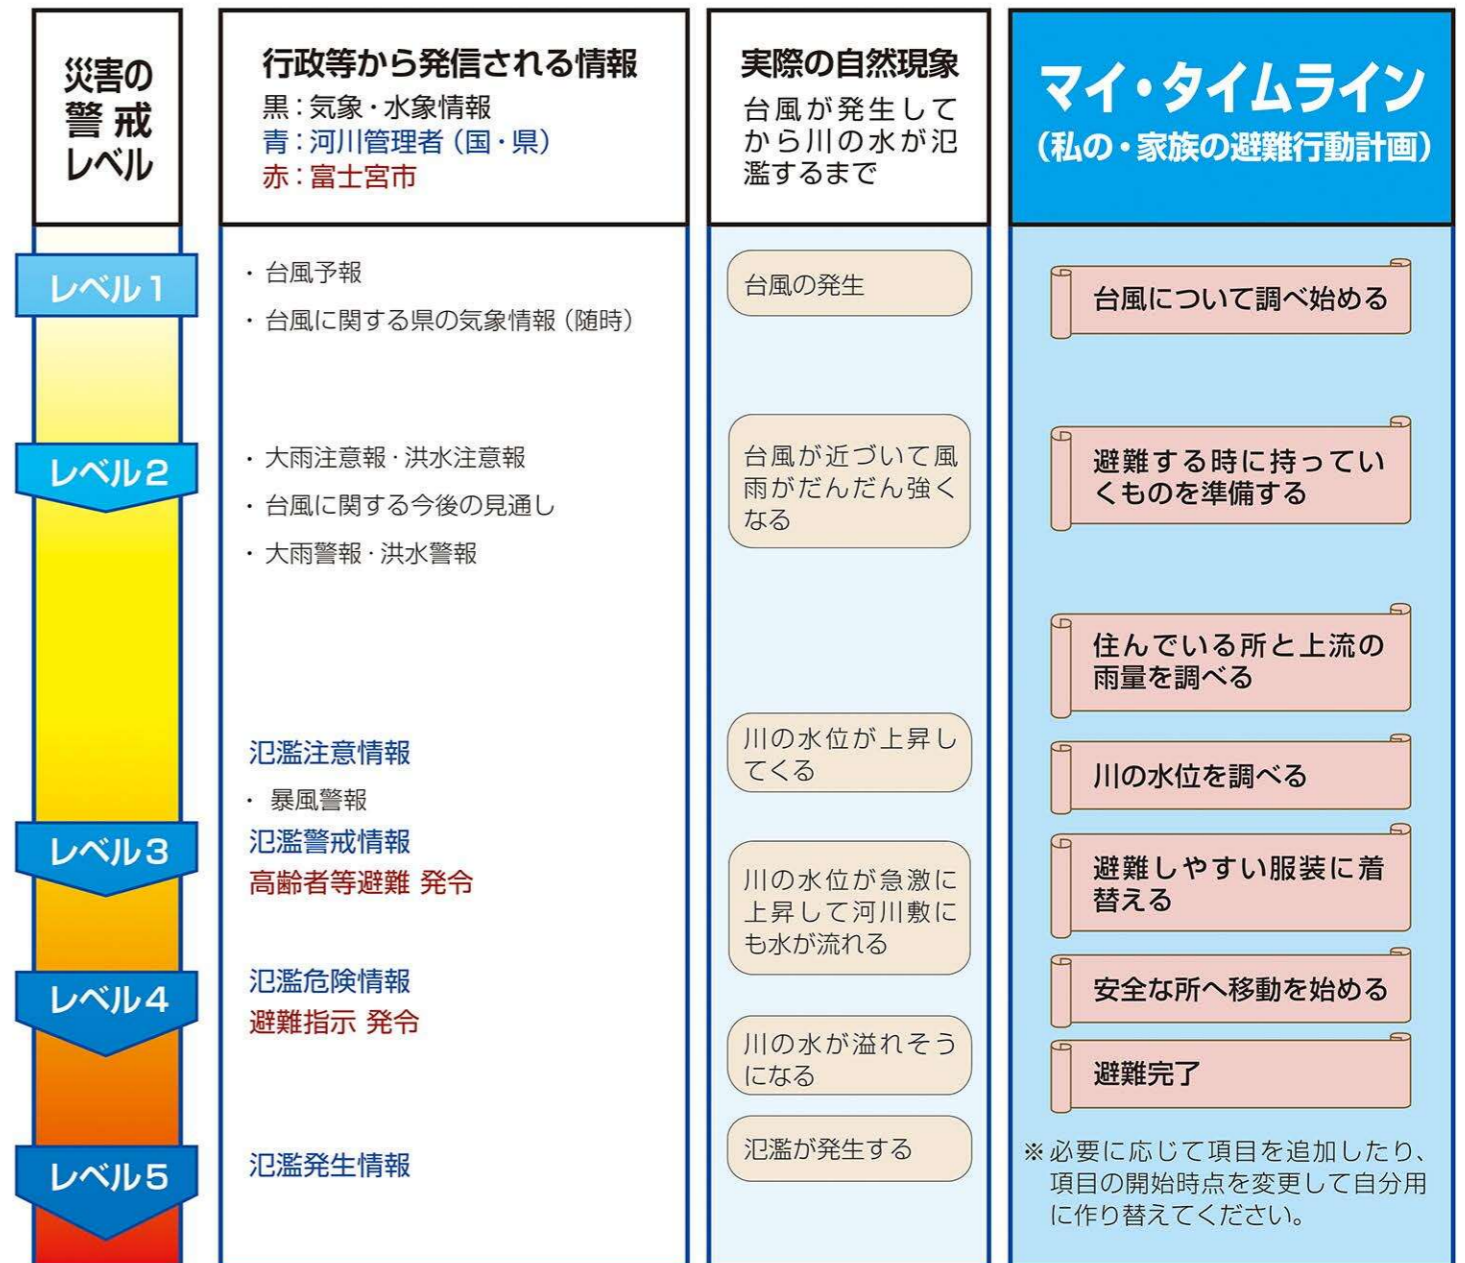 災害の
警戒
レベル
行政等から発信される情報
黒：気象・水象情報
青：河川管理者（国・県）
赤：富士宮市
実際の自然現象
台風が発生して
から川の水が氾
濫するまで
マイ・タイムライン
（私の・家族の避難行動計画）
レベル1
・台風予報
・台風に関する県の気象情報（随時）
台風の発生
台風について調べ始める
レベル2
・大雨注意報・洪水注意報
・台風に関する今後の見通し
・大雨警報・洪水警報
台風が近づいて風
雨がだんだん強く
なる
避難する時に持ってい
くものを準備する
住んでいる所と上流の
雨量を調べる
氾濫注意情報
・暴風警報
川の水位が上昇し
てくる
川の水位を調べる
レベル3
氾濫警戒情報
高齢者等避難 発令
川の水位が急激に
上昇して河川敷に
も水が流れる
避難しやすい服装に着
替える
レベル4
氾濫危険情報
避難指示 発令
安全な所へ移動を始める
川の水が溢れそう
になる
避難完了
レベル5
氾濫発生情報
氾濫が発生する
※必要に応じて項目を追加したり、
項目の開始時点を変更して自分用
に作り替えてください。